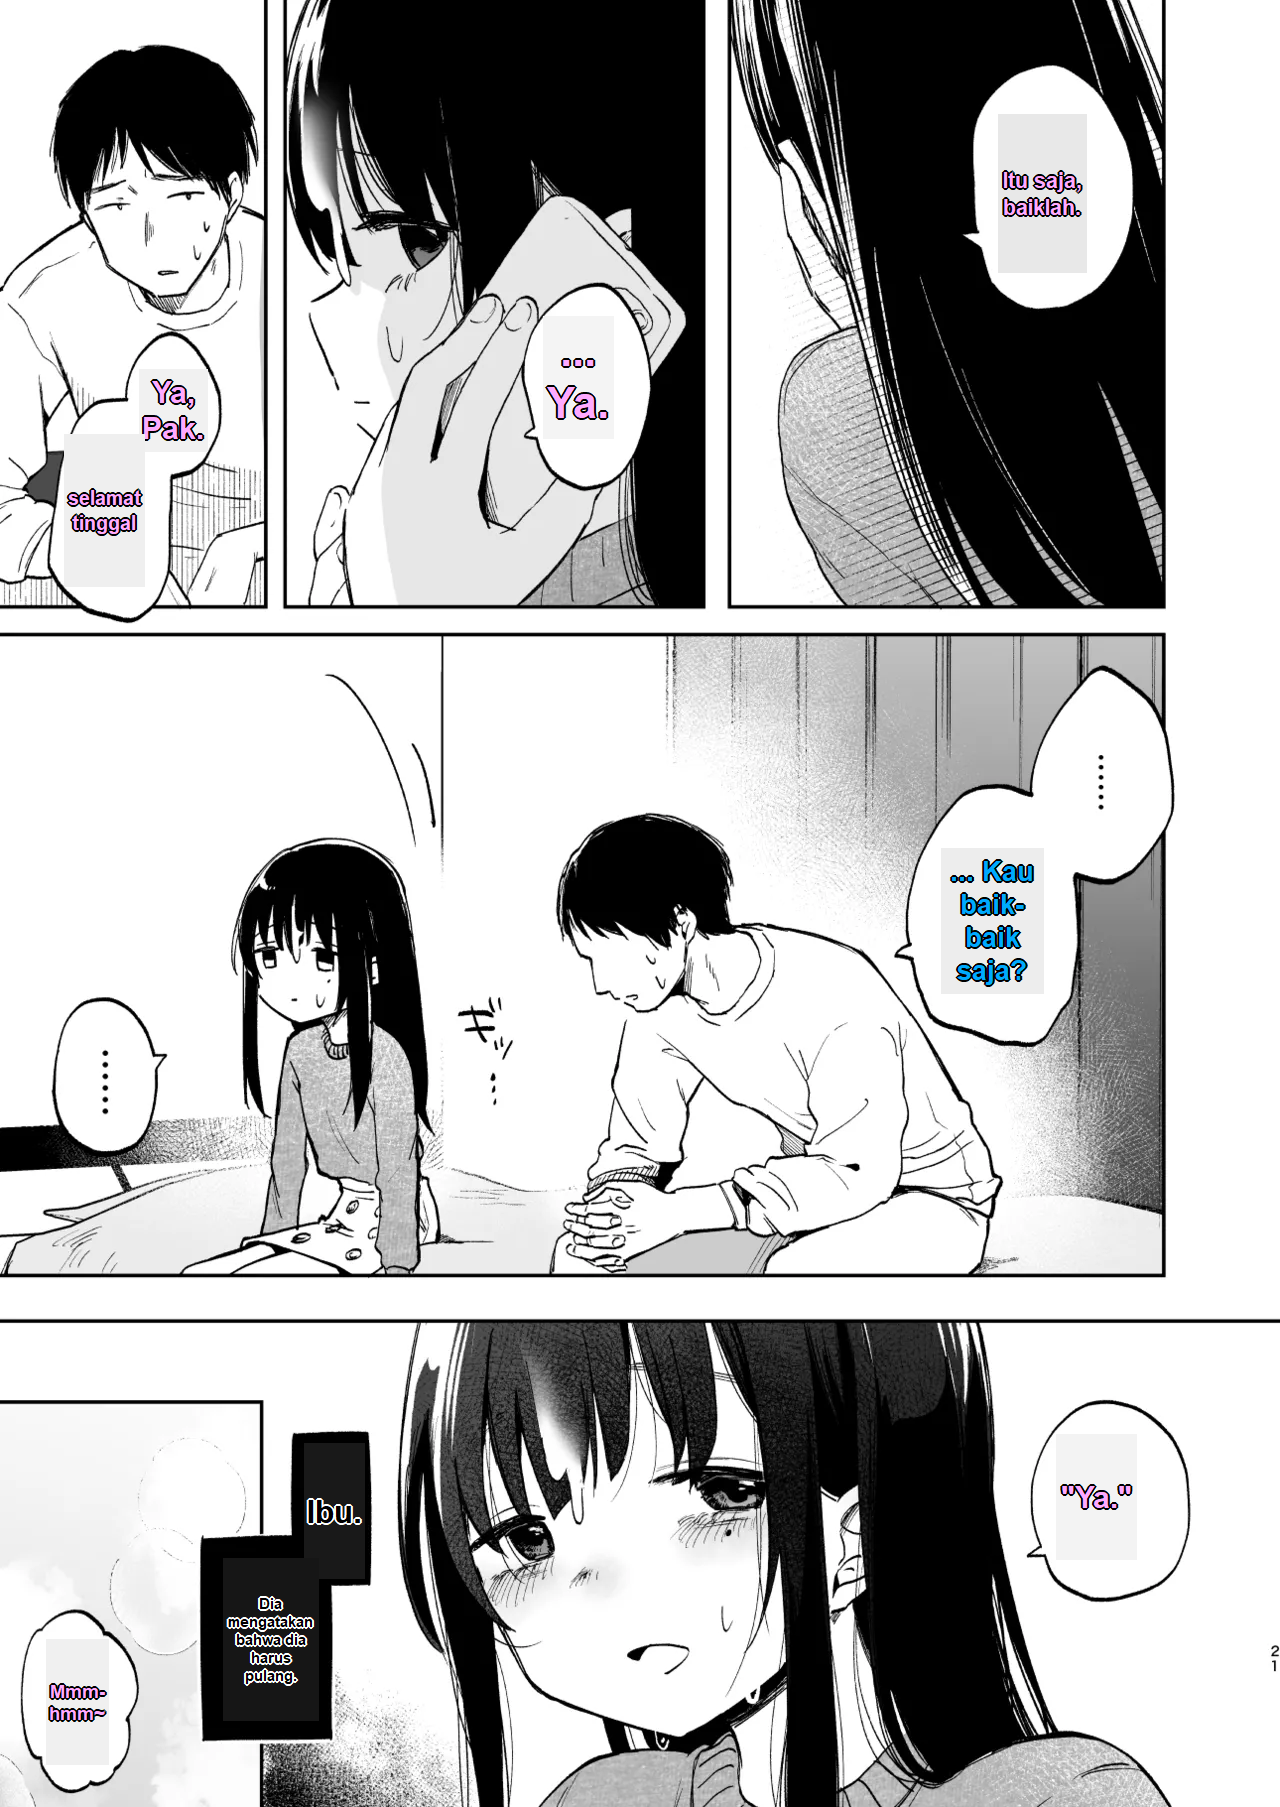 Itu saja,
baiklah.
...
Ya.
Ya,
Pak.
selamat
tinggal
……
... Kau
baik-
baik
saja?
ギッ…
……
"Ya."
Ibu.
Dia
mengatakan
bahwa dia
harus
pulang.
Mmm-
hmm~
21